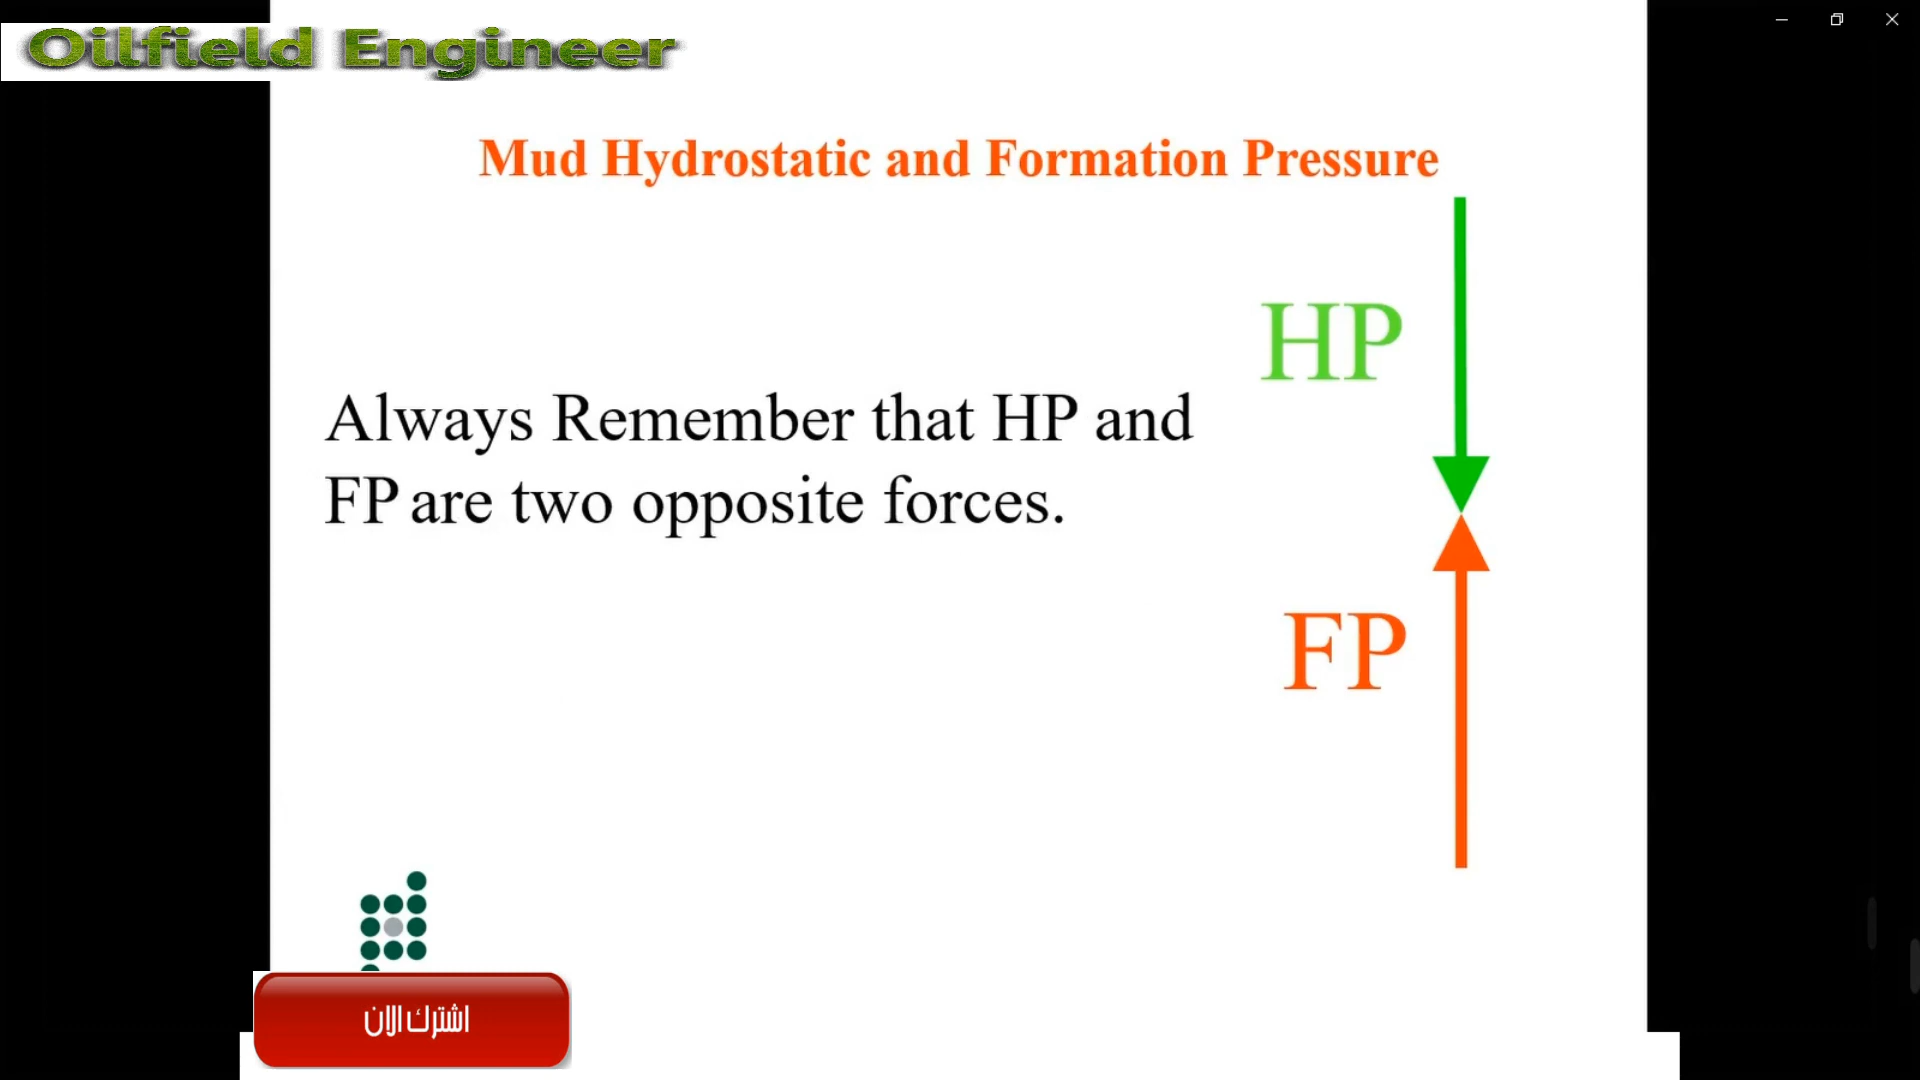 Oilfield Engineer
Mud Hydrostatic and Formation Pressure
HP
Always Remember that HP and
FP are two opposite forces.
FP
اشترك الان